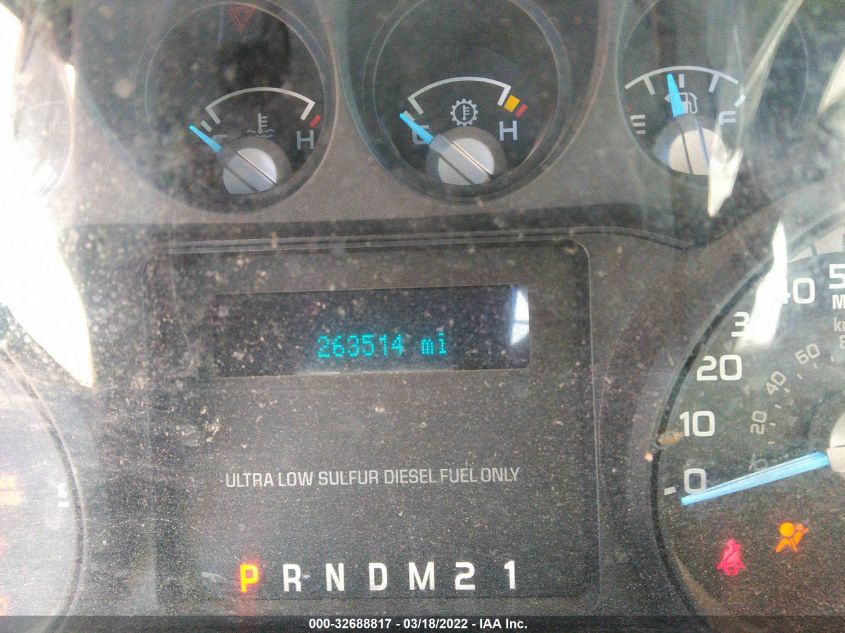 H
C
H
E
F
263514 mi
ULTRA LOW SULFUR DIESEL FUEL ONLY
P R N D M 2 1
40
20
10
0
50
40
20
000-32688817 - 03/18/2022 - IAA Inc.